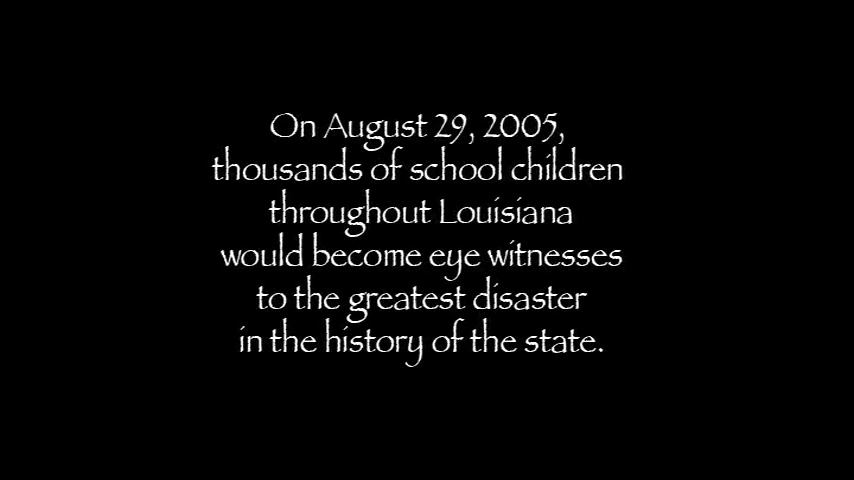 On August 29, 2005,
thousands of school children
throughout Louisiana
would become eye witnesses
to the greatest disaster
in the history of the state.